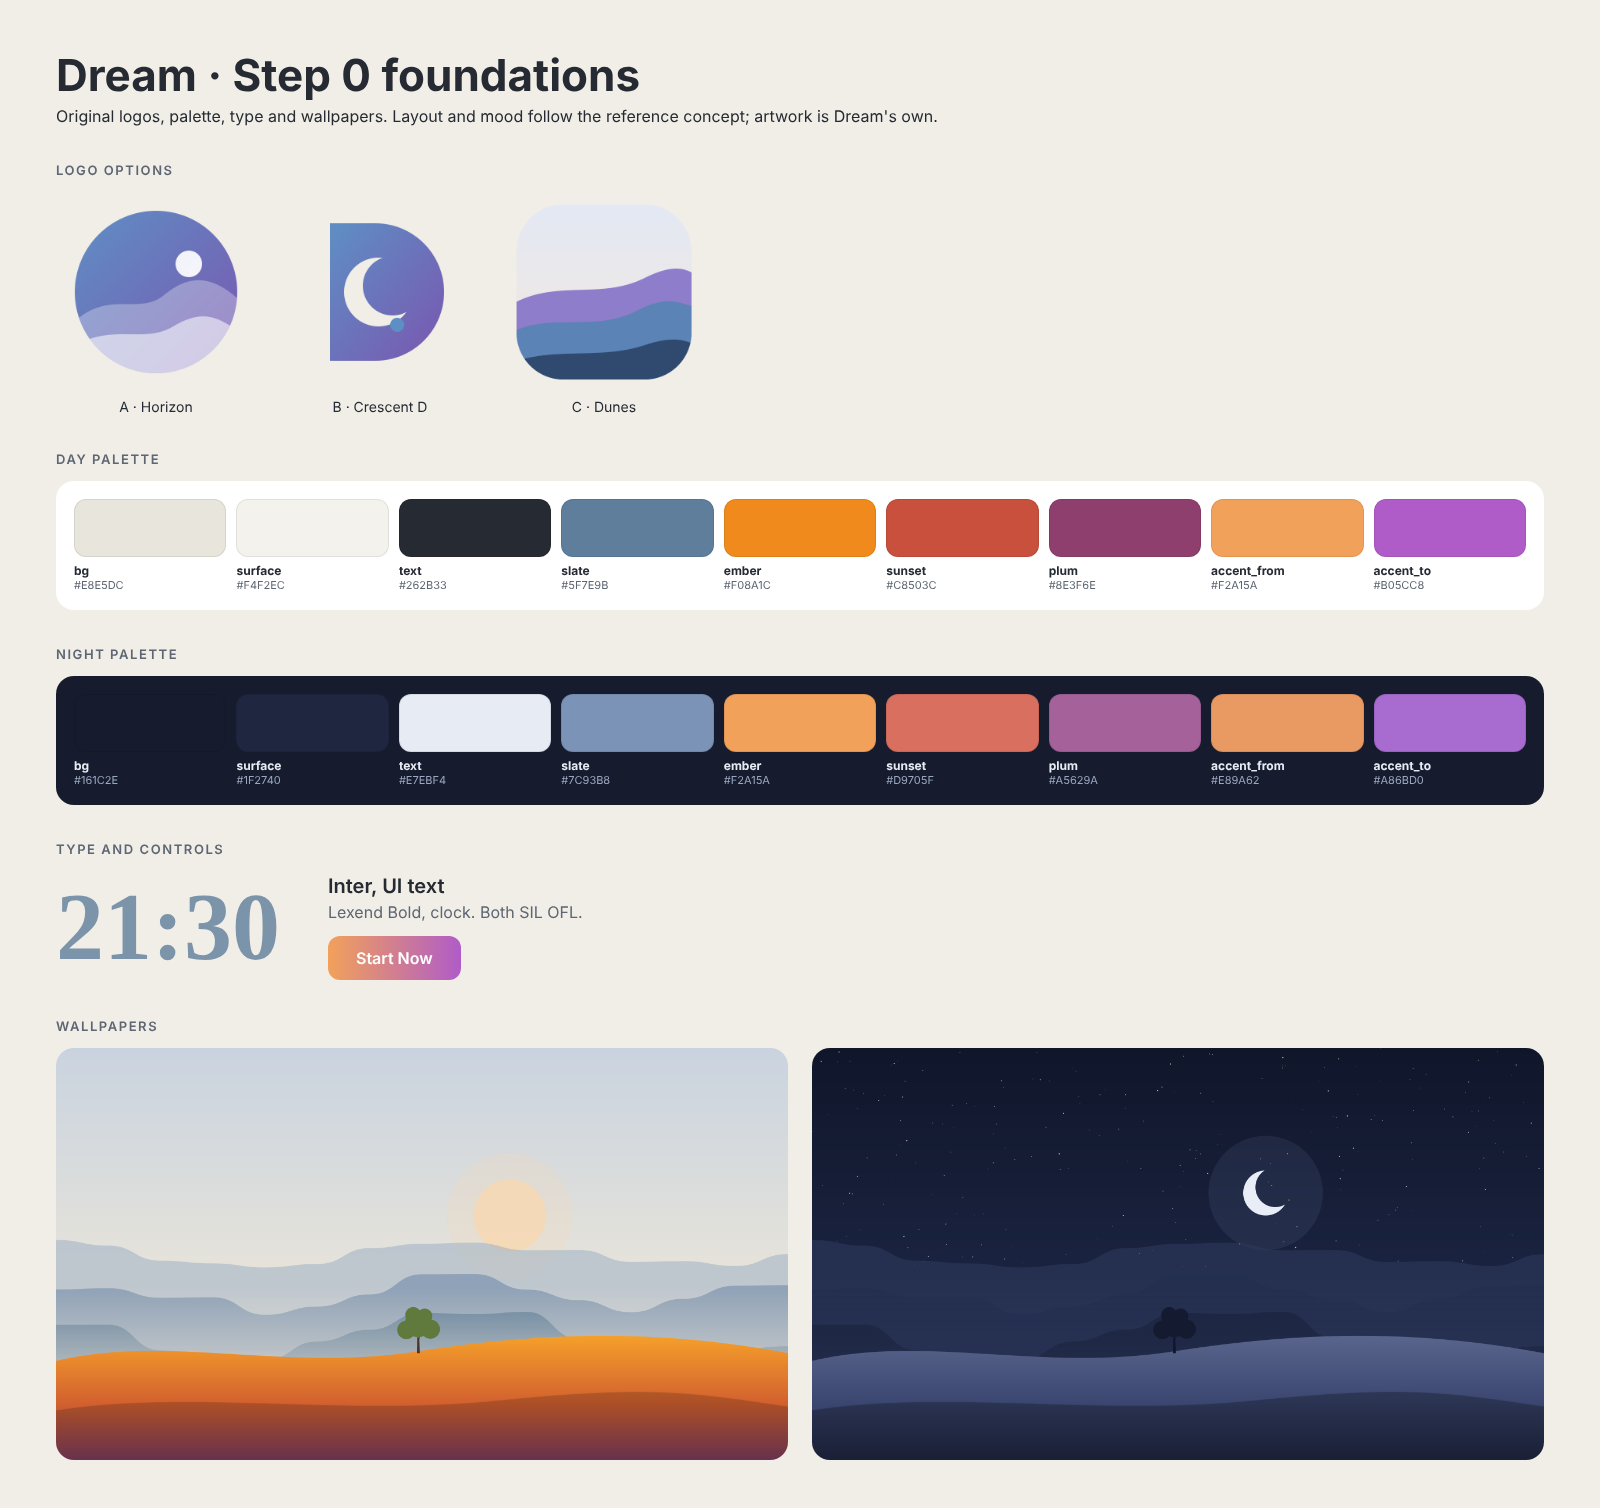 Dream · Step 0 foundations
Original logos, palette, type and wallpapers. Layout and mood follow the reference concept; artwork is Dream's own.
LOGO OPTIONS
A · Horizon
B · Crescent D
C · Dunes
DAY PALETTE
bg surface text slate ember sunset plum accent_from accent_to
#E8E5DC #F4F2EC #262B33 #5F7E9B #F08A1C #C8503C #8E3F6E #F2A15A #B05CC8
NIGHT PALETTE
bg surface text slate ember sunset plum accent_from accent_to
#161C2E #1F2740 #E7EBF4 #7C93B8 #F2A15A #D9705F #A5629A #E89A62 #A86BD0
TYPE AND CONTROLS
21:30
Inter, UI text
Lexend Bold, clock. Both SIL OFL.
Start Now
WALLPAPERS